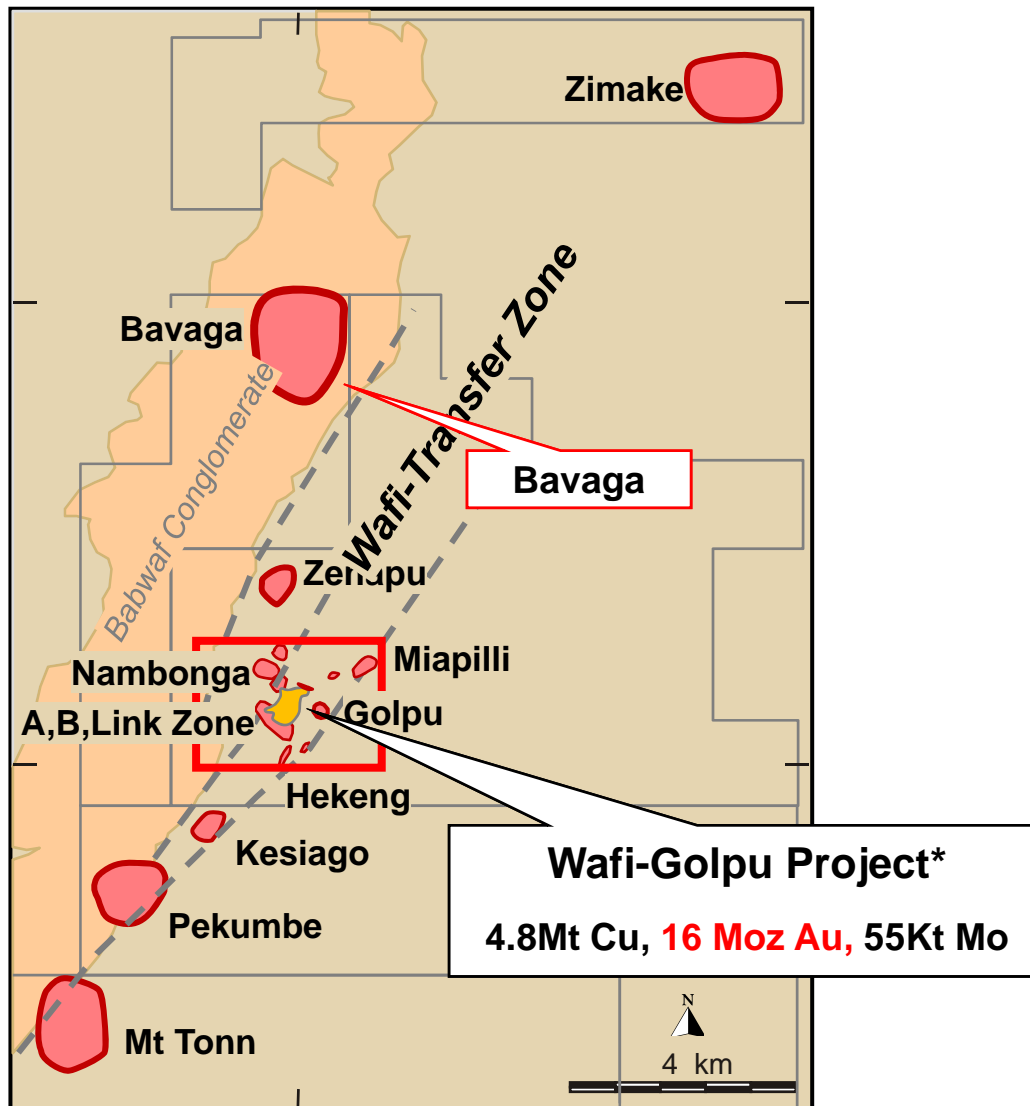 Zimake
Bavaga
Wafi-Transfer Zone
Babwaf Conglomerate
Bavaga
Zenapu
Nambonga
Miapilli
A,B,Link Zone
Golpu
Hekeng
Kesiago
Wafi-Golpu Project*
4.8Mt Cu, 16 Moz Au, 55Kt Mo
Pekumbe
N
Mt Tonn
4 km